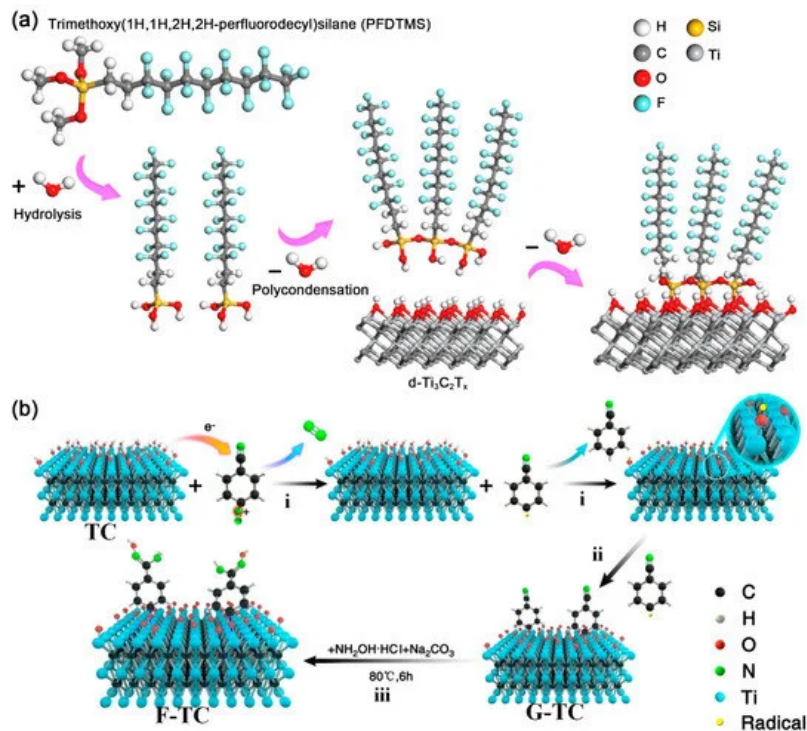 (a)
Trimethoxy(1H,1H,2H,2H-perfluorodecyl)silane (PFDTMS)
H
Si
C
Ti
O
F
+
Hydrolysis
−
Polycondensation
−
d-Ti₃C₂Tₓ
(b)
e⁻
+
i
+
i
TC
ii
+NH₂OH·HCl+Na₂CO₃
80℃,6h
iii
F-TC
G-TC
C
H
O
N
Ti
Radical